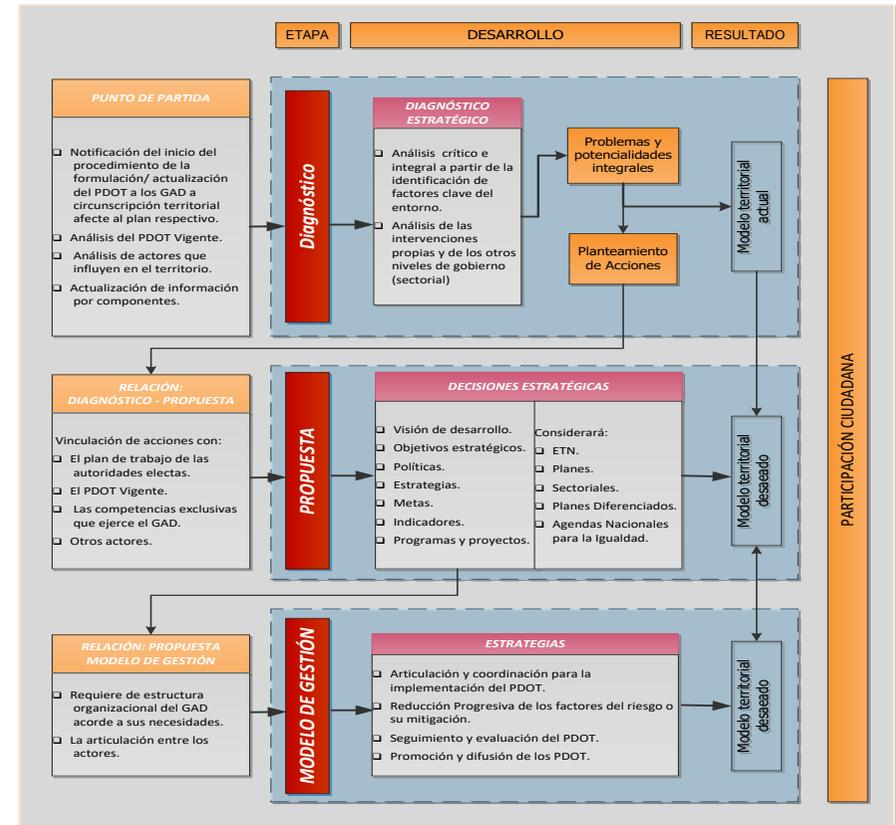 ETAPA
DESARROLLO
RESULTADO
PUNTO DE PARTIDA
❑ Notificación del inicio del
procedimiento de la
formulación/ actualización
del PDOT a los GAD a
circunscripción territorial
afecte al plan respectivo.
❑ Análisis del PDOT Vigente.
❑ Análisis de actores que
influyen en el territorio.
❑ Actualización de información
por componentes.
Diagnóstico
DIAGNÓSTICO
ESTRATÉGICO
❑ Análisis crítico e
integral a partir de la
identificación de
factores clave del
entorno.
❑ Análisis de las
intervenciones
propias y de los otros
niveles de gobierno
(sectorial)
Problemas y
potencialidades
integrales
Planteamiento
de Acciones
Modelo territorial
actual
RELACIÓN:
DIAGNÓSTICO - PROPUESTA
Vinculación de acciones con:
❑ El plan de trabajo de las
autoridades electas.
❑ El PDOT Vigente.
❑ Las competencias exclusivas
que ejerce el GAD.
❑ Otros actores.
PROPUESTA
DECISIONES ESTRATÉGICAS
❑ Visión de desarrollo.
❑ Objetivos estratégicos.
❑ Políticas.
❑ Estrategias.
❑ Metas.
❑ Indicadores.
❑ Programas y proyectos.
Considerará:
❑ ETN.
❑ Planes.
❑ Sectoriales.
❑ Planes Diferenciados.
❑ Agendas Nacionales
para la Igualdad.
Modelo territorial
desaeado
RELACIÓN: PROPUESTA
MODELO DE GESTIÓN
❑ Requiere de estructura
organizacional del GAD
acorde a sus necesidades.
❑ La articulación entre los
actores.
MODELO DE GESTIÓN
ESTRATEGIAS
❑ Articulación y coordinación para la
implementación del PDOT.
❑ Reducción Progresiva de los factores del riesgo o
su mitigación.
❑ Seguimiento y evaluación del PDOT.
❑ Promoción y difusión de los PDOT.
Modelo territorial
desaeado
PARTICIPACIÓN CIUDADANA